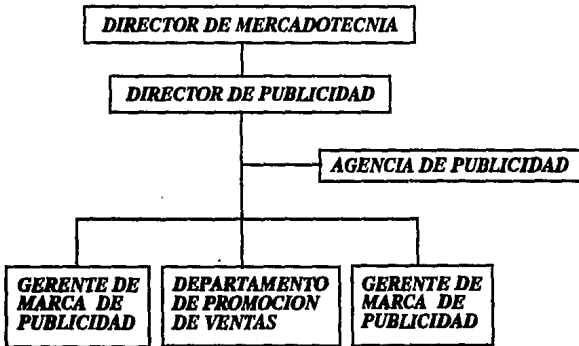 DIRECTOR DE MERCADOTECNIA
DIRECTOR DE PUBLICIDAD
AGENCIA DE PUBLICIDAD
GERENTE DE
MARCA DE
PUBLICIDAD
DEPARTAMENTO
DE PROMOCION
DE VENTAS
GERENTE DE
MARCA DE
PUBLICIDAD